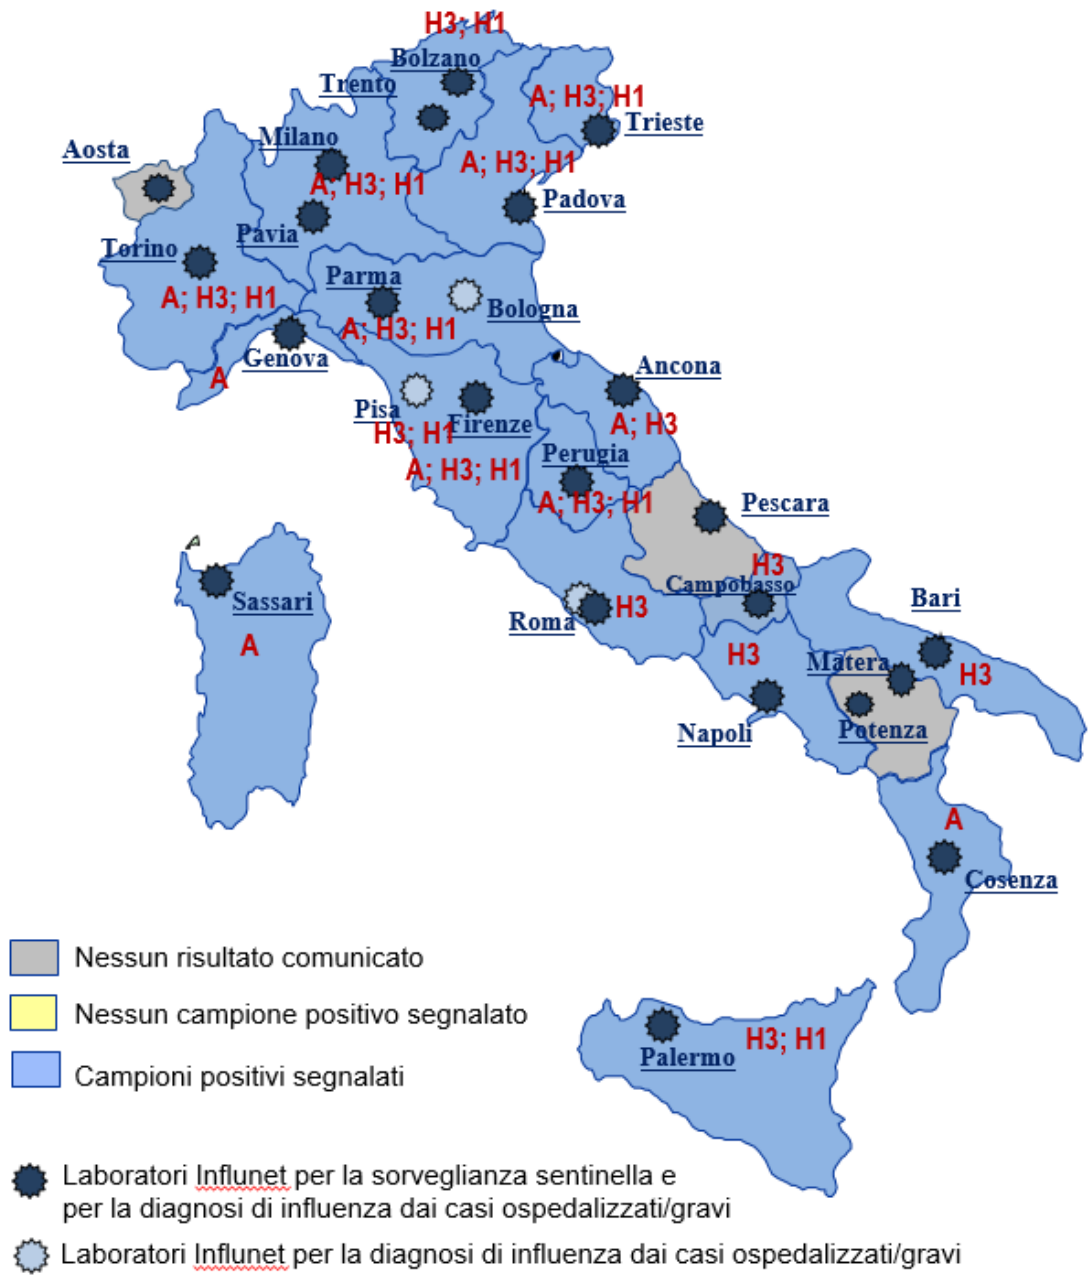 H3; H1
Bolzano
Trento
A; H3; H1
Trieste
Milano
Aosta
A; H3; H1
A; H3; H1
Padova
Pavia
Torino
Parma
A; H3; H1
Bologna
A; H3; H1
Genova
A
Ancona
Pisa
Firenze
H3; H1
A; H3
A; H3; H1
Perugia
A; H3; H1
Pescara
H3
Campobasso
Sassari
Roma
H3
Bari
A
H3
Matera
H3
Napoli
Potenza
A
Cosenza
Nessun risultato comunicato
Nessun campione positivo segnalato
H3; H1
Palermo
Campioni positivi segnalati
Laboratori Influnet per la sorveglianza sentinella e
per la diagnosi di influenza dai casi ospedalizzati/gravi
Laboratori Influnet per la diagnosi di influenza dai casi ospedalizzati/gravi